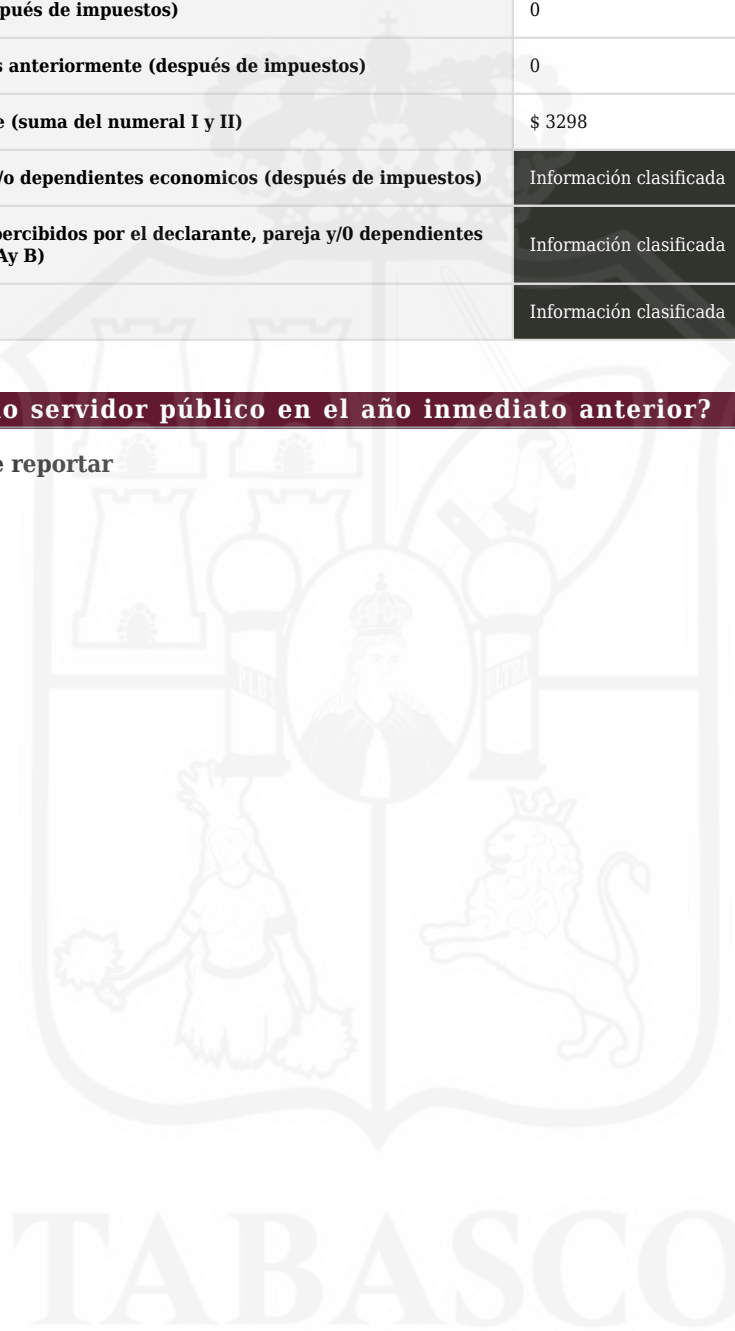 pués de impuestos)
0
s anteriormente (después de impuestos)
0
e (suma del numeral I y II)
$ 3298
/o dependientes economicos (después de impuestos)
Información clasificada
percibidos por el declarante, pareja y/0 dependientes
Ay B)
Información clasificada
Información clasificada
o servidor público en el año inmediato anterior?
e reportar
PLUS
ULTRA
TABASCO